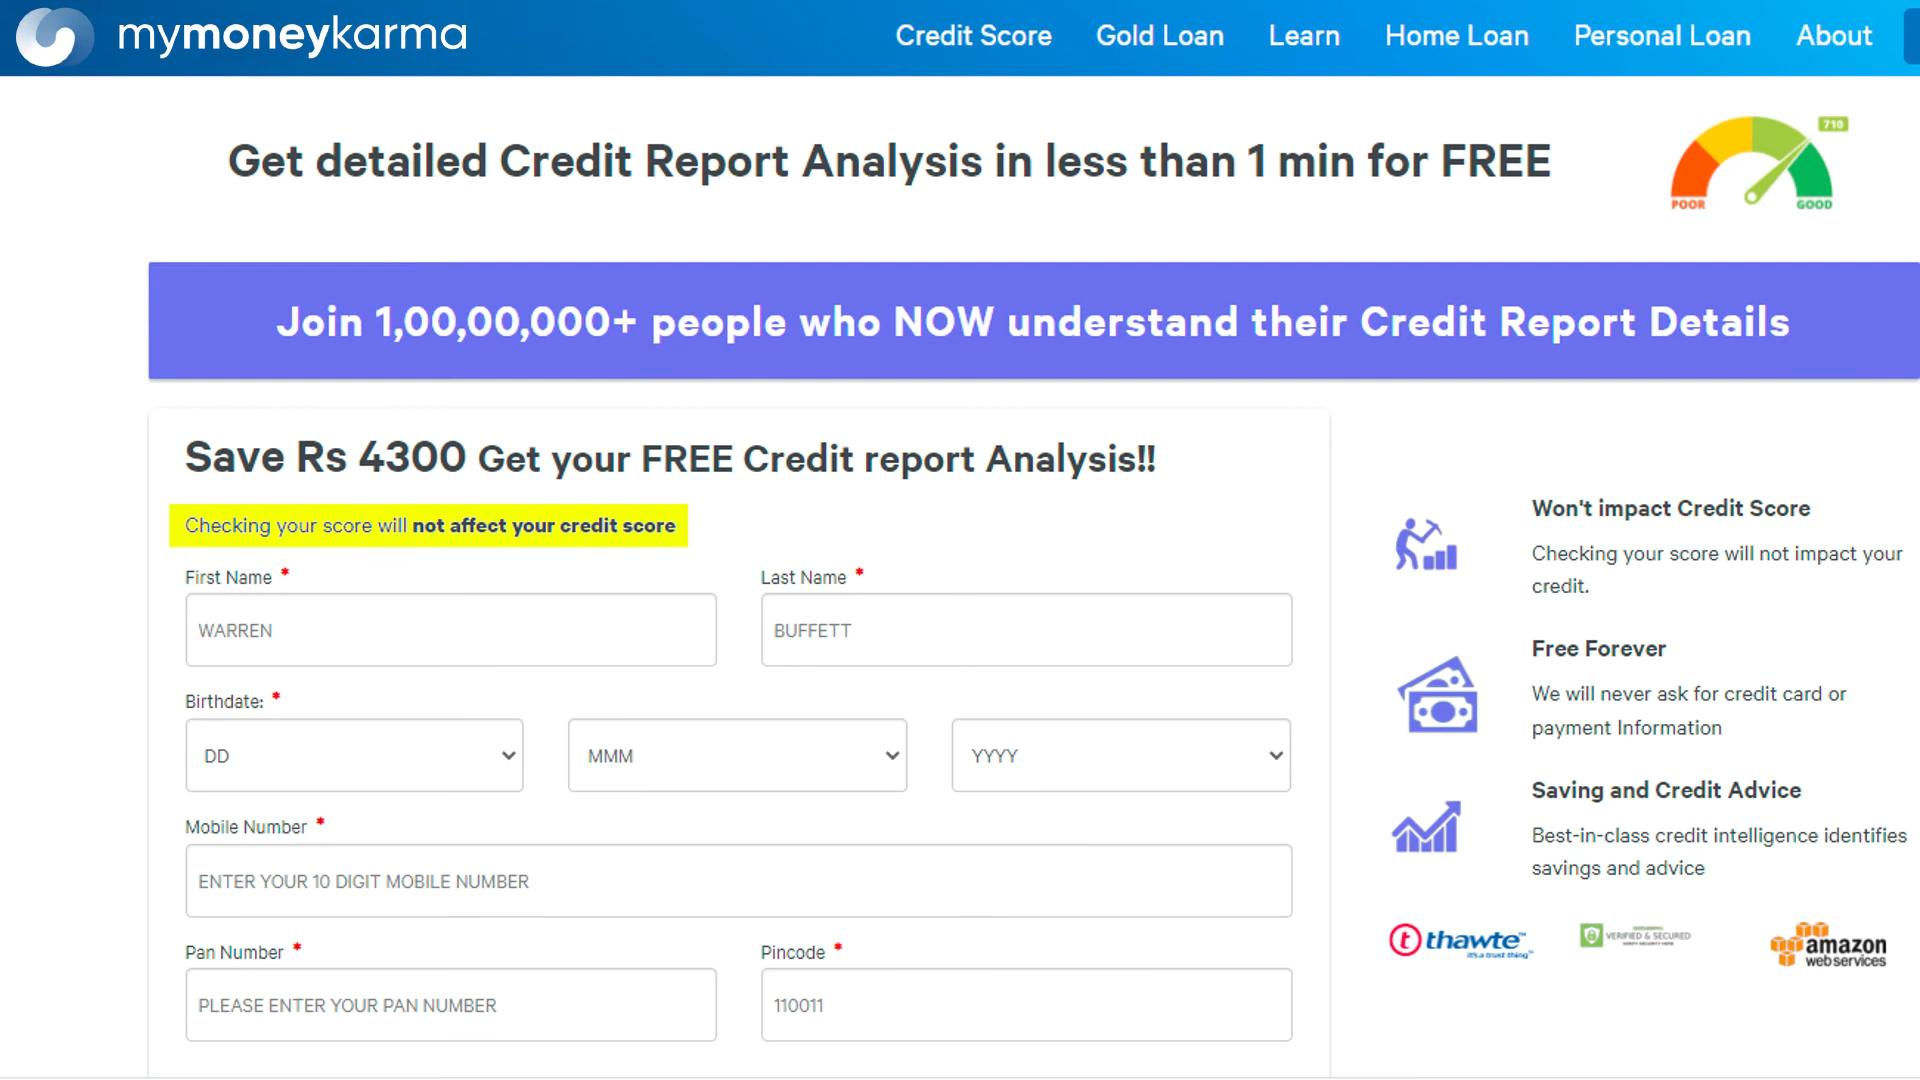 mymoneykarma
Credit Score Gold Loan Learn Home Loan Personal Loan About
Get detailed Credit Report Analysis in less than 1 min for FREE
710
POOR GOOD
Join 1,00,00,000+ people who NOW understand their Credit Report Details
Save Rs 4300 Get your FREE Credit report Analysis!!
Checking your score will not affect your credit score
First Name * Last Name *
WARREN BUFFETT
Birthdate: *
DD MMM YYYY
Mobile Number *
ENTER YOUR 10 DIGIT MOBILE NUMBER
Pan Number * Pincode *
PLEASE ENTER YOUR PAN NUMBER 110011
Won't impact Credit Score
Checking your score will not impact your
credit.
Free Forever
We will never ask for credit card or
payment Information
Saving and Credit Advice
Best-in-class credit intelligence identifies
savings and advice
thawte™
it's a trust thing™
VERIFIED & SECURED
amazon
web services